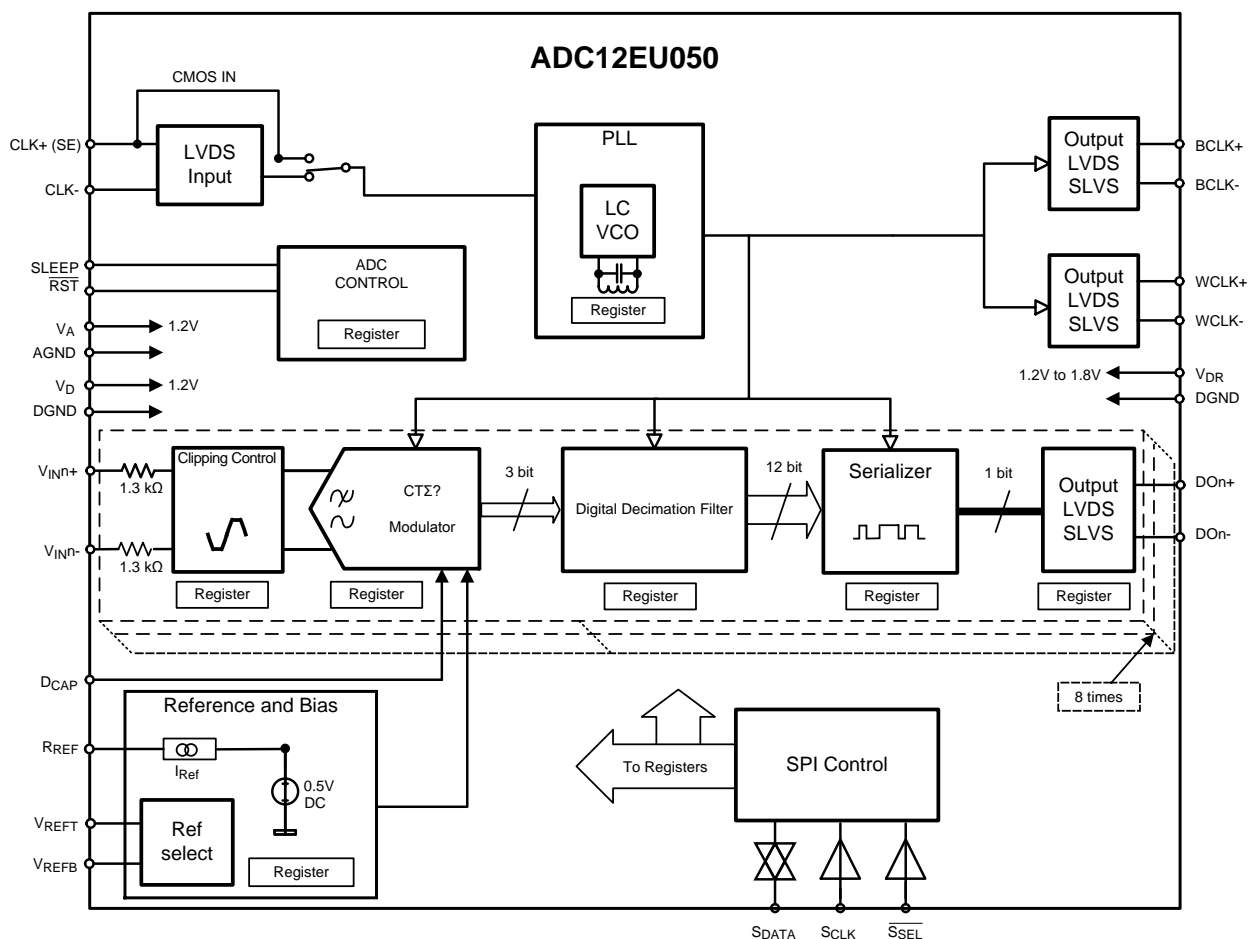 ADC12EU050
CMOS IN
CLK+ (SE)
CLK-
LVDS
Input
PLL
LC
VCO
Register
Output
LVDS
SLVS
BCLK+
BCLK-
SLEEP
RST
ADC
CONTROL
Register
Output
LVDS
SLVS
WCLK+
WCLK-
VA
1.2V
AGND
VD
1.2V
DGND
1.2V to 1.8V
VDR
DGND
VINn+
1.3 kΩ
VINn-
1.3 kΩ
Clipping Control
Register
CTΣ?
Modulator
Register
3 bit
Digital Decimation Filter
Register
12 bit
Serializer
Register
1 bit
Output
LVDS
SLVS
Register
DOn+
DOn-
8 times
DCAP
Reference and Bias
RREF
IRef
0.5V
DC
VREFT
VREFB
Ref
select
Register
To Registers
SPI Control
SDATA
SCLK
SSEL